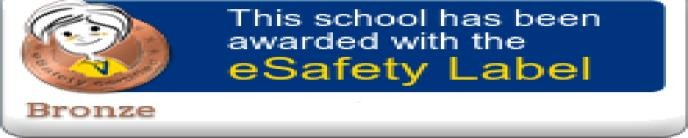 This school has been
awarded with the
eSafety Label
Bronze